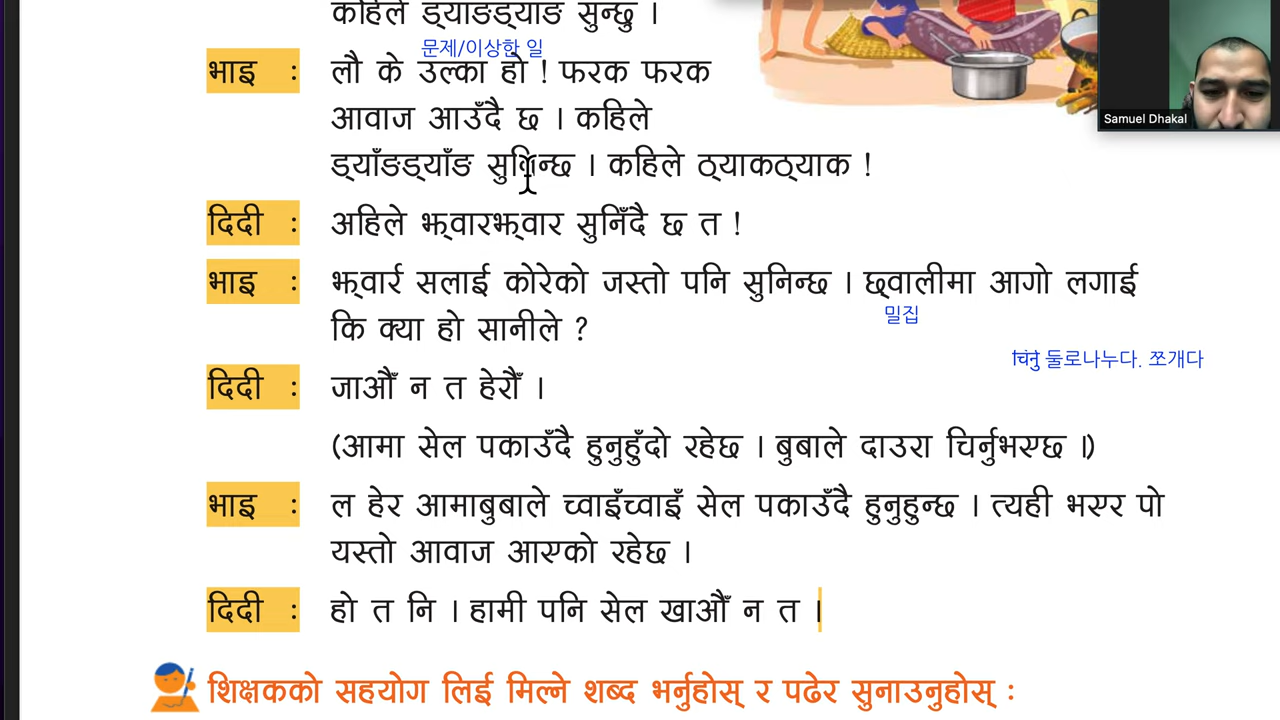 कहिले ड्याङड्याङ सुन्छु ।
문제/이상한 일
भाइ : लौ के उल्का हो ! फरक फरक
आवाज आउँदै छ । कहिले
ड्याँङड्याँङ सुनिन्छ । कहिले ठ्याकठ्याक !
Samuel Dhakal
दिदी : अहिले झ्वारझ्वार सुनिँदै छ त !
भाइ : झ्वार्र सलाई कोरेको जस्तो पनि सुनिन्छ । छ्वालीमा आगो लगाई
밀집
कि क्या हो सानीले ?
चिर्नु 둘로나누다. 쪼개다
दिदी : जाऔँ न त हेरौँ ।
(आमा सेल पकाउँदै हुनुहुँदो रहेछ । बुबाले दाउरा चिर्नुभएछ ।)
भाइ : ल हेर आमाबुबाले च्वाइँच्वाइँ सेल पकाउँदै हुनुहुन्छ । त्यही भएर पो
यस्तो आवाज आएको रहेछ ।
दिदी : हो त नि । हामी पनि सेल खाऔँ न त ।
शिक्षकको सहयोग लिई मिल्ने शब्द भर्नुहोस् र पढेर सुनाउनुहोस् :